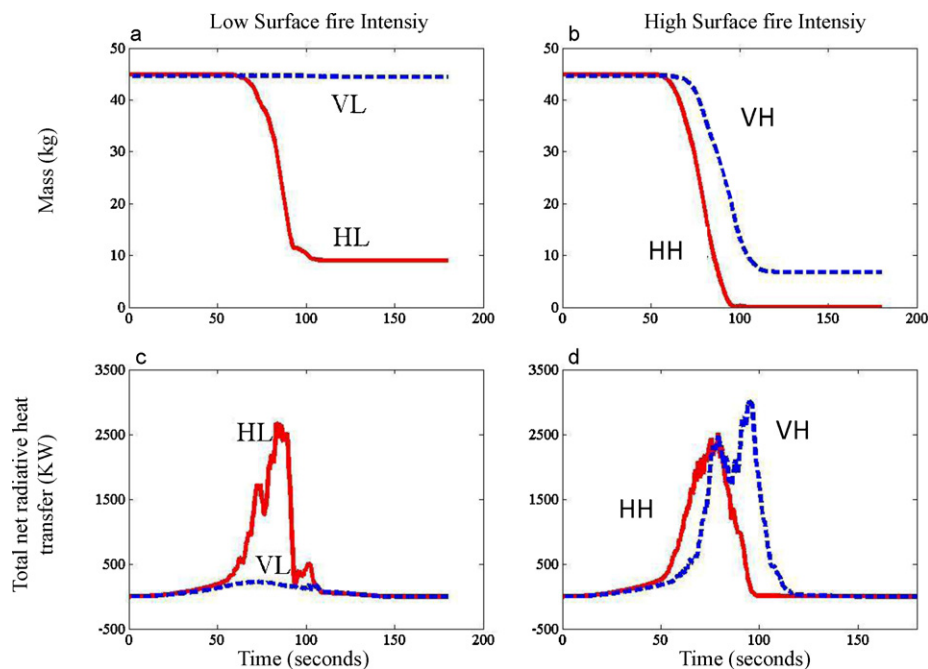 Low Surface fire Intensiy
High Surface fire Intensiy
a
b
Mass (kg)
50
40
30
20
10
0
0 50 100 150 200
VL
HL
50
40
30
20
10
0
0 50 100 150 200
VH
HH
c
d
Total net radiative heat
transfer (KW)
3500
2500
1500
500
-500
0 50 100 150 200
HL
VL
Time (seconds)
3500
2500
1500
500
-500
0 50 100 150
VH
HH
Time (seconds)